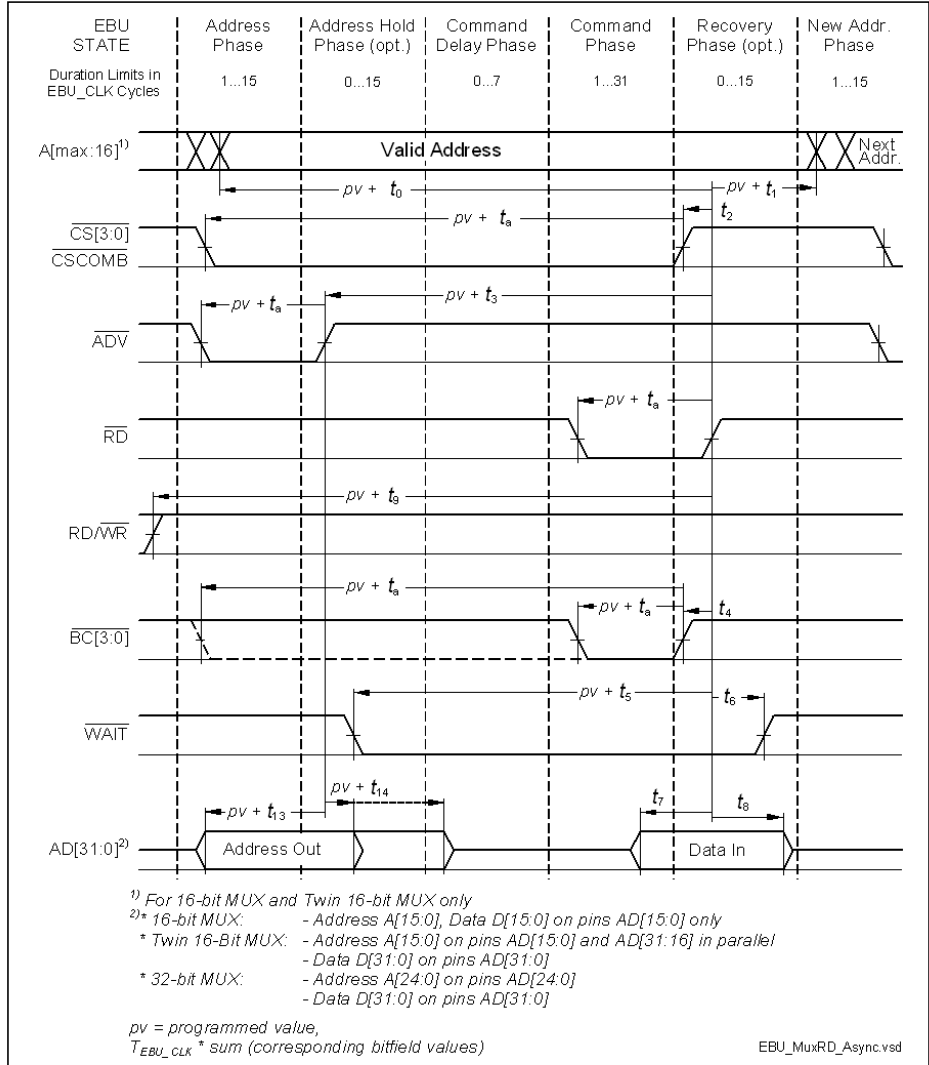 EBU STATE
Address Phase
Address Hold Phase (opt.)
Command Delay Phase
Command Phase
Recovery Phase (opt.)
New Addr. Phase
Duration Limits in EBU_CLK Cycles
1...15
0...15
0...7
1...31
0...15
1...15
A[max:16]1)
Valid Address
Next Addr.
pv + t0
pv + t1
pv + ta
t2
CS[3:0]
CSCOMB
pv + ta
pv + t3
ADV
pv + ta
RD
pv + t9
RD/WR
pv + ta
pv + ta
t4
BC[3:0]
pv + t5
t6
WAIT
pv + t14
pv + t13
t7
t8
AD[31:0]2)
Address Out
Data In
1) For 16-bit MUX and Twin 16-bit MUX only
2)* 16-bit MUX: - Address A[15:0], Data D[15:0] on pins AD[15:0] only
* Twin 16-Bit MUX: - Address A[15:0] on pins AD[15:0] and AD[31:16] in parallel
- Data D[31:0] on pins AD[31:0]
* 32-bit MUX: - Address A[24:0] on pins AD[24:0]
- Data D[31:0] on pins AD[31:0]
pv = programmed value,
TEBU_CLK * sum (corresponding bitfield values)
EBU_MuxRD_Async.vsd